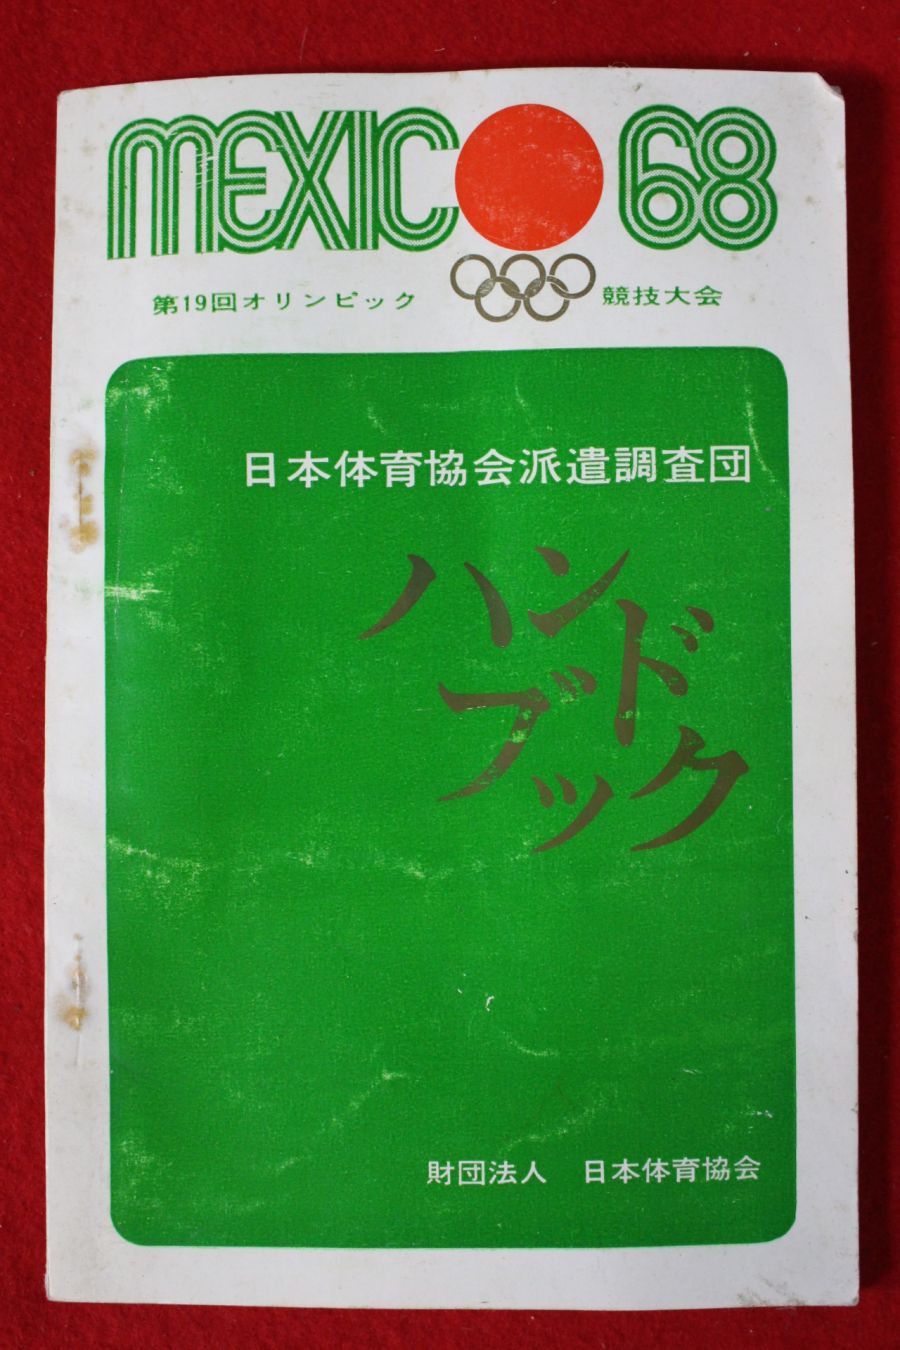 MEXICO 68
第19回オリンピック 競技大会
日本体育協会派遣調査団
ハンド
ブック
財団法人 日本体育協会